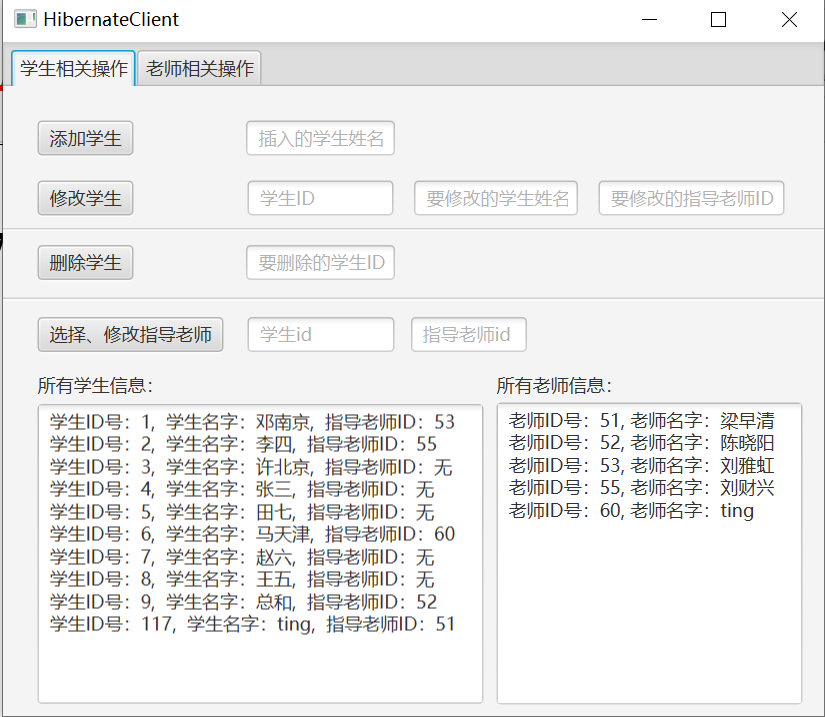 HibernateClient
学生相关操作 老师相关操作
添加学生 插入的学生姓名
修改学生 学生ID 要修改的学生姓名 要修改的指导老师ID
删除学生 要删除的学生ID
选择、修改指导老师 学生id 指导老师id
所有学生信息： 所有老师信息：
学生ID号：1，学生名字：邓南京，指导老师ID：53
学生ID号：2，学生名字：李四，指导老师ID：55
学生ID号：3，学生名字：许北京，指导老师ID：无
学生ID号：4，学生名字：张三，指导老师ID：无
学生ID号：5，学生名字：田七，指导老师ID：无
学生ID号：6，学生名字：马天津，指导老师ID：60
学生ID号：7，学生名字：赵六，指导老师ID：无
学生ID号：8，学生名字：王五，指导老师ID：无
学生ID号：9，学生名字：总和，指导老师ID：52
学生ID号：117，学生名字：ting，指导老师ID：51
老师ID号：51, 老师名字：梁早清
老师ID号：52, 老师名字：陈晓阳
老师ID号：53, 老师名字：刘雅虹
老师ID号：55, 老师名字：刘财兴
老师ID号：60, 老师名字：ting